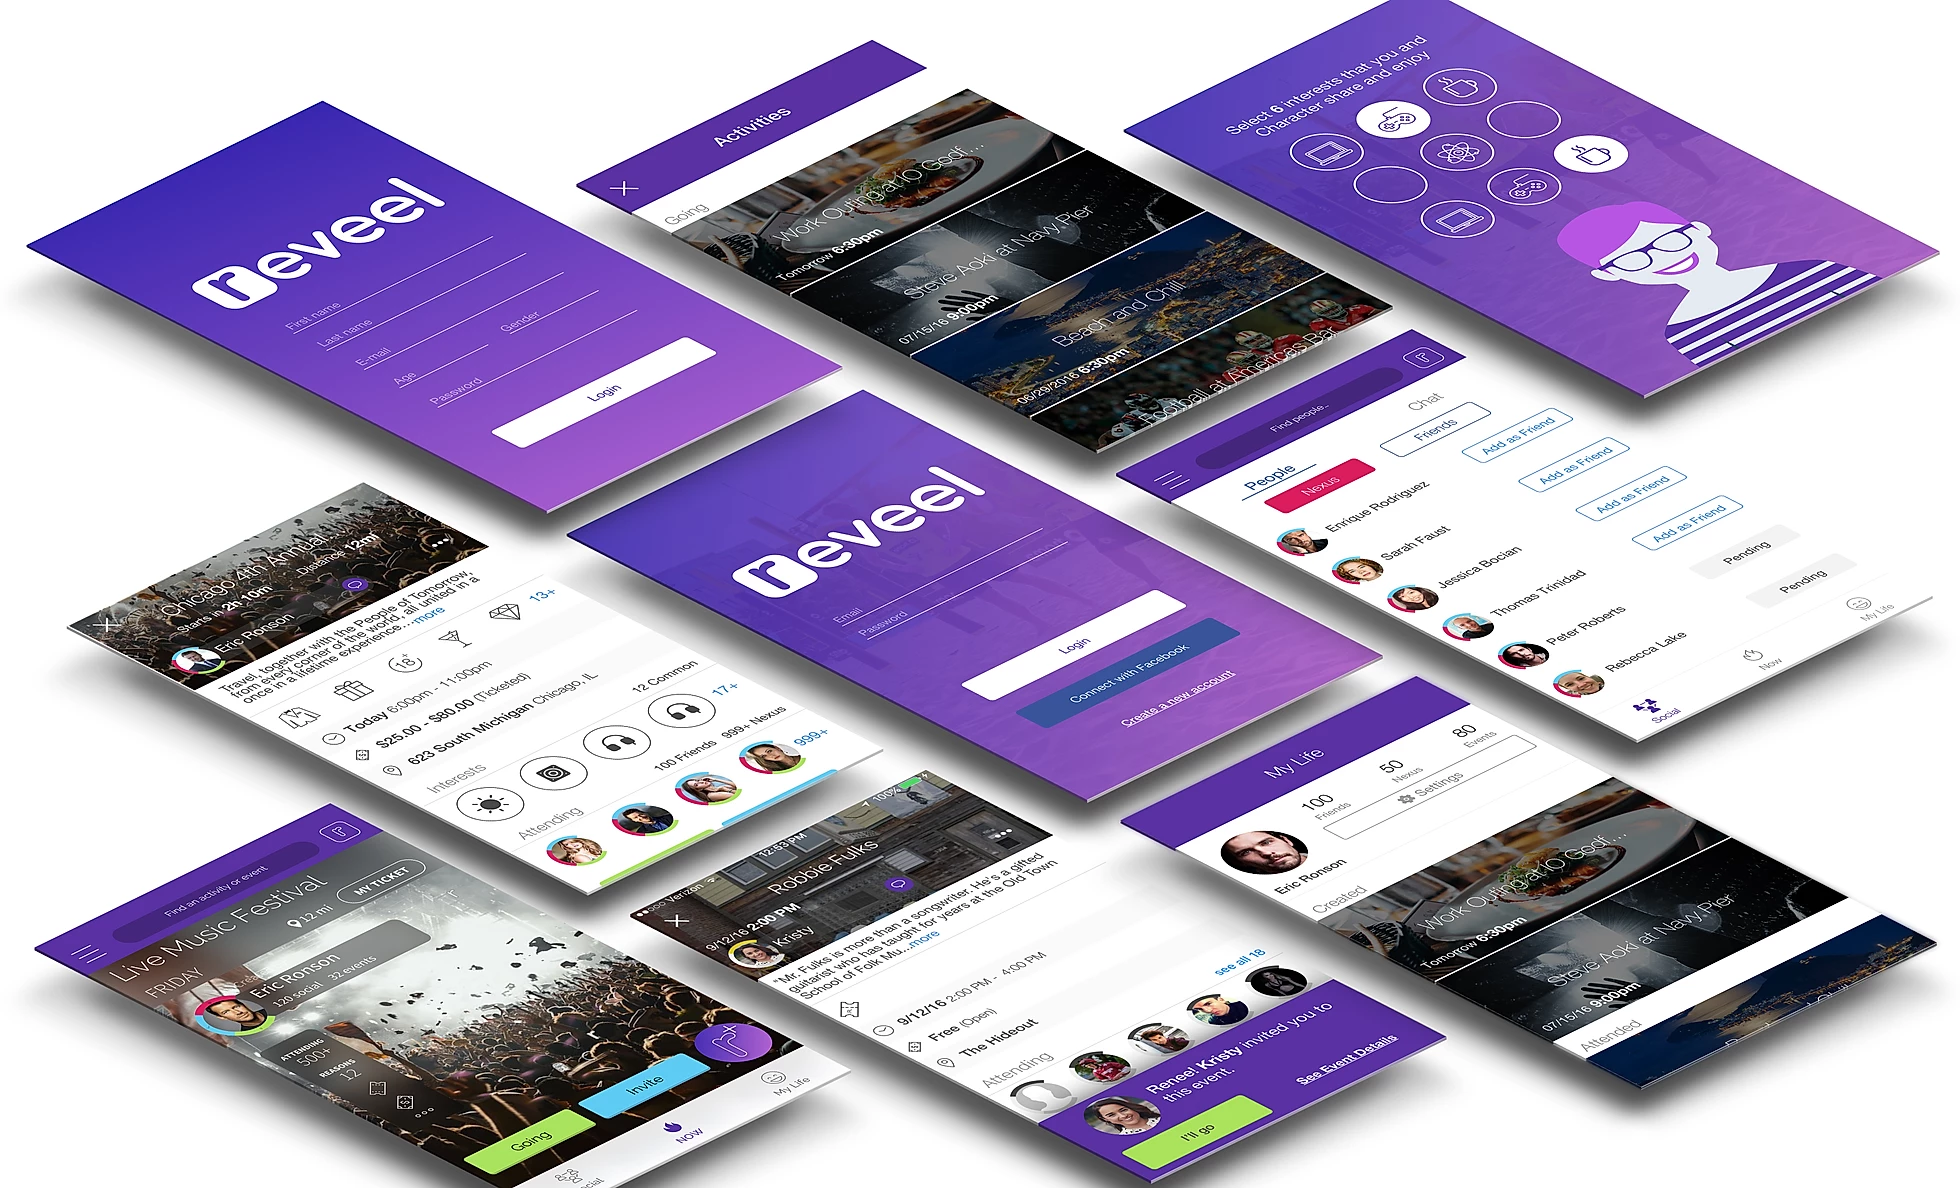 reveel
First name
Last name
E-mail
Age
Gender
Password
Login
Activities
Going
Work Outing at IO Godf...
Tomorrow 6:30pm
Steve Aoki at Navy Pier
07/15/16 9:00pm
Beach and Chill
06/29/2016 6:30pm
Football at Americas Bar
Select 6 interests that you and
Character share and enjoy
Chicago 4th Annual
Starts in 2h 10m
Distance 12mi
Eric Ronson
Travel, together with the People of Tomorrow,
from every corner of the world, all united in a
once in a lifetime experience ...more
18+
13+
Today 6:00pm - 11:00pm
$25.00 - $80.00 (Ticketed)
623 South Michigan Chicago, IL
Interests
12 Common
17+
Attending
100 Friends
999+ Nexus
999+
reveel
Email
Password
Login
Connect with Facebook
Create a new account
Find people..
People
Chat
Nexus
Friends
Enrique Rodriguez
Add as Friend
Sarah Faust
Add as Friend
Jessica Bocian
Add as Friend
Thomas Trinidad
Add as Friend
Peter Roberts
Pending
Rebecca Lake
Pending
Social
Now
My Life
Find an activity or event
Live Music Festival
FRIDAY
12 mi
MY TICKET
Eric Ronson
120 social
32 events
ATTENDING
500+
REASONS
12
Going
Invite
NOW
My Life
Verizon
12:53 PM
100%
Robbie Fulks
9/12/16 2:00 PM
Kristy
"Mr. Fulks is more than a songwriter. He's a gifted
guitarist who has taught for years at the Old Town
School of Folk Mu...more
9/12/16 2:00 PM - 4:00 PM
Free (Open)
The Hideout
Attending
see all 18
Renee! Kristy invited you to
this event.
I'll go
See Event Details
My Life
100
Friends
50
Nexus
80
Events
Settings
Eric Ronson
Created
Work Outing at IO Godf...
Tomorrow 6:30pm
Steve Aoki at Navy Pier
07/15/16 9:00pm
Attended